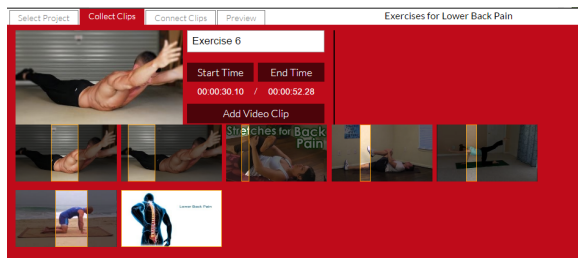 Select Project
Collect Clips
Connect Clips
Preview
Exercises for Lower Back Pain
Exercise 6
Start Time
End Time
00:00:30.10 / 00:00:52.28
Add Video Clip
Stretches for Back
Pain
Lower Back Pain